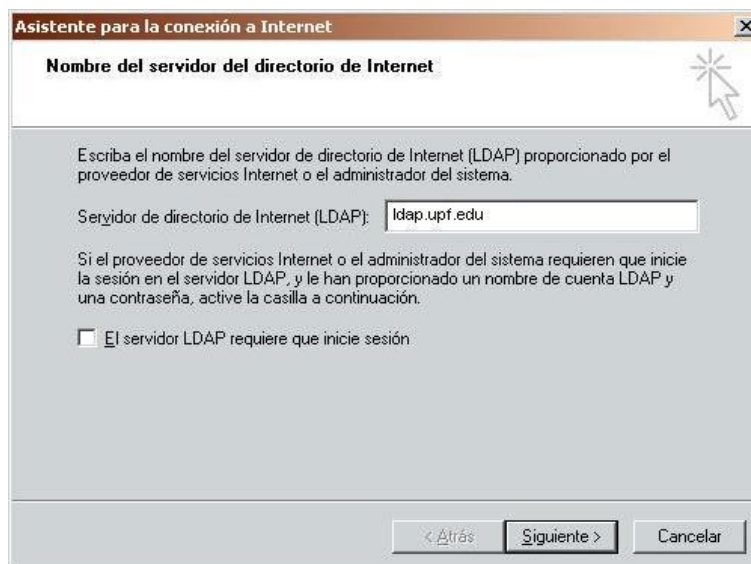 Asistente para la conexión a Internet
Nombre del servidor del directorio de Internet
Escriba el nombre del servidor de directorio de Internet (LDAP) proporcionado por el
proveedor de servicios Internet o el administrador del sistema.
Servidor de directorio de Internet (LDAP): ldap.upf.edu
Si el proveedor de servicios Internet o el administrador del sistema requieren que inicie
la sesión en el servidor LDAP, y le han proporcionado un nombre de cuenta LDAP y
una contraseña, active la casilla a continuación.
El servidor LDAP requiere que inicie sesión
< Atrás Siguiente > Cancelar